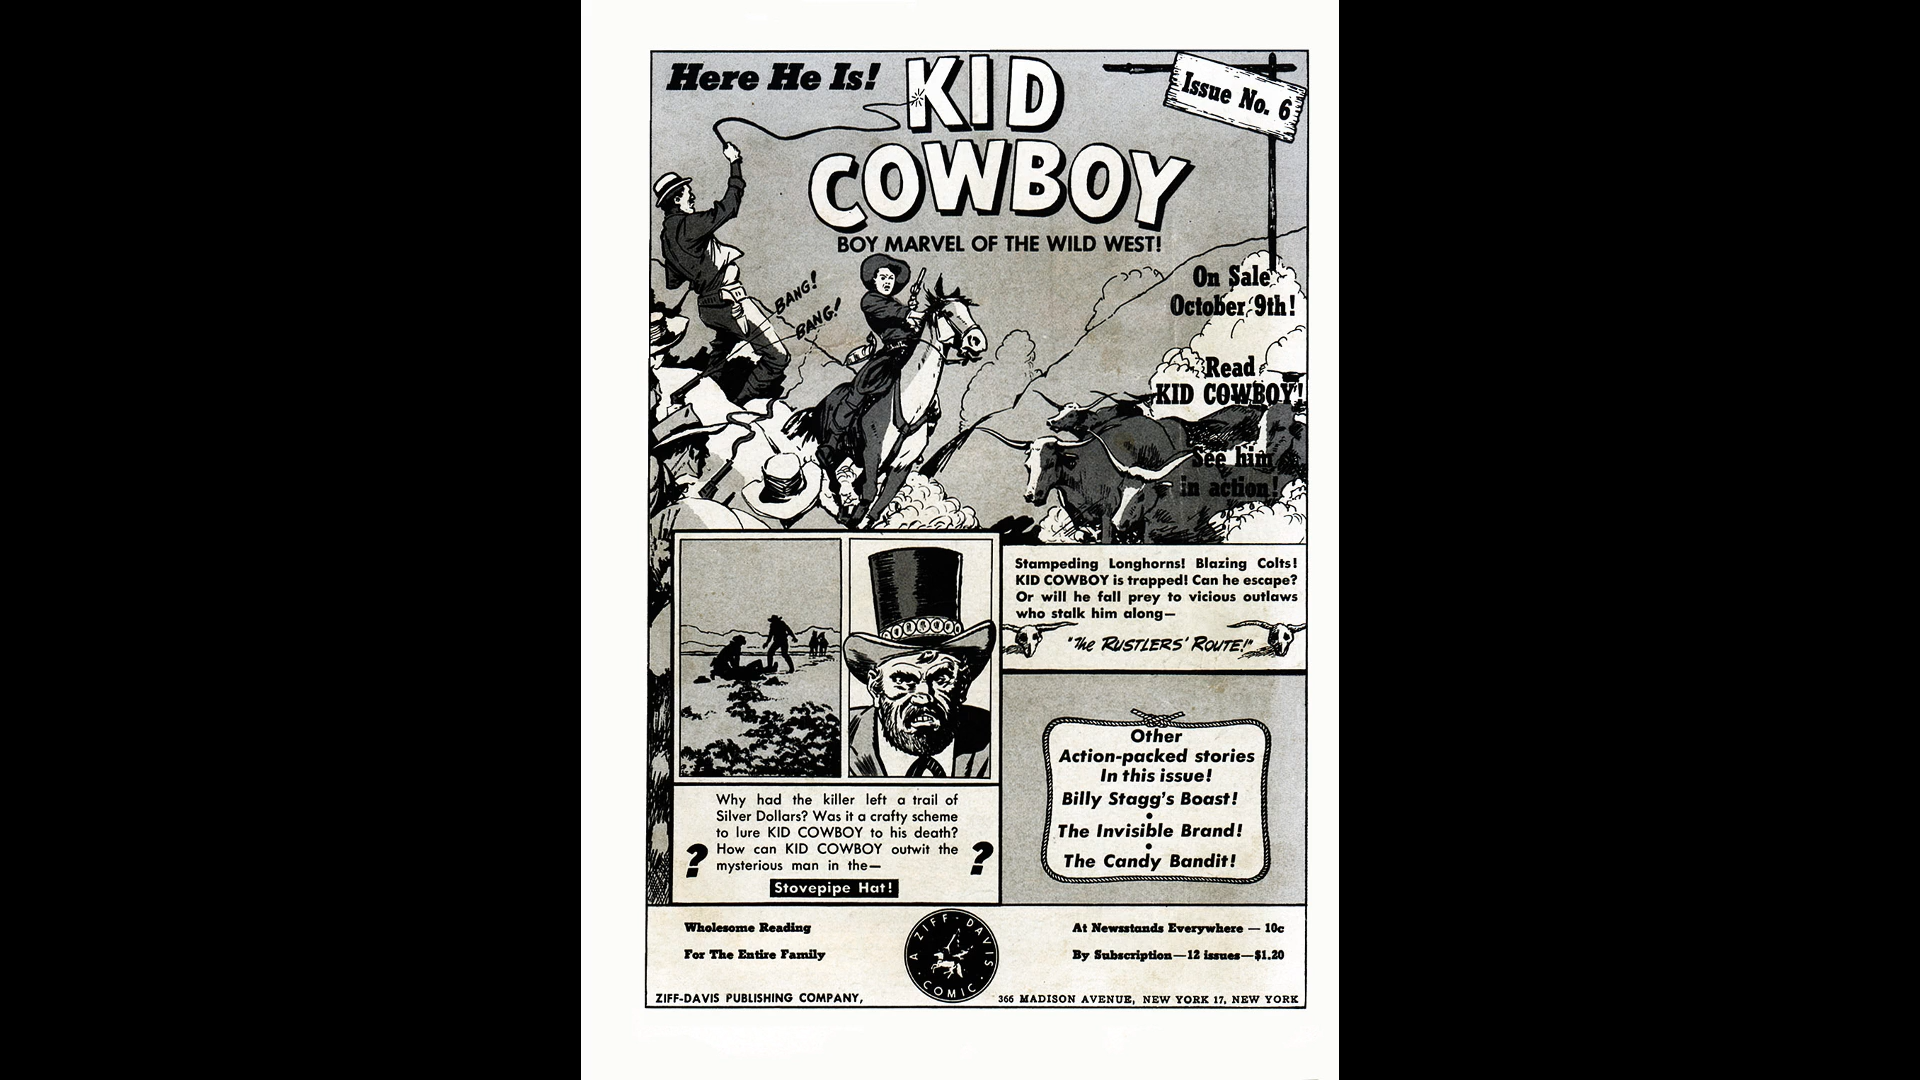 Here He Is!
KID
COWBOY
BOY MARVEL OF THE WILD WEST!
Issue No. 6
BANG!
BANG!
On Sale
October 9th!
Read
KID COWBOY!
See him
in action!
Stampeding Longhorns! Blazing Colts!
KID COWBOY is trapped! Can he escape?
Or will he fall prey to vicious outlaws
who stalk him along—
"The RUSTLERS' ROUTE!"
Why had the killer left a trail of
Silver Dollars? Was it a crafty scheme
to lure KID COWBOY to his death?
How can KID COWBOY outwit the
mysterious man in the—
Stovepipe Hat!
?
?
Other
Action-packed stories
In this issue!
Billy Stagg's Boast!
•
The Invisible Brand!
•
The Candy Bandit!
Wholesome Reading
For The Entire Family
A ZIFF-DAVIS COMIC
At Newsstands Everywhere — 10c
By Subscription—12 issues—$1.20
ZIFF-DAVIS PUBLISHING COMPANY,
366 MADISON AVENUE, NEW YORK 17, NEW YORK